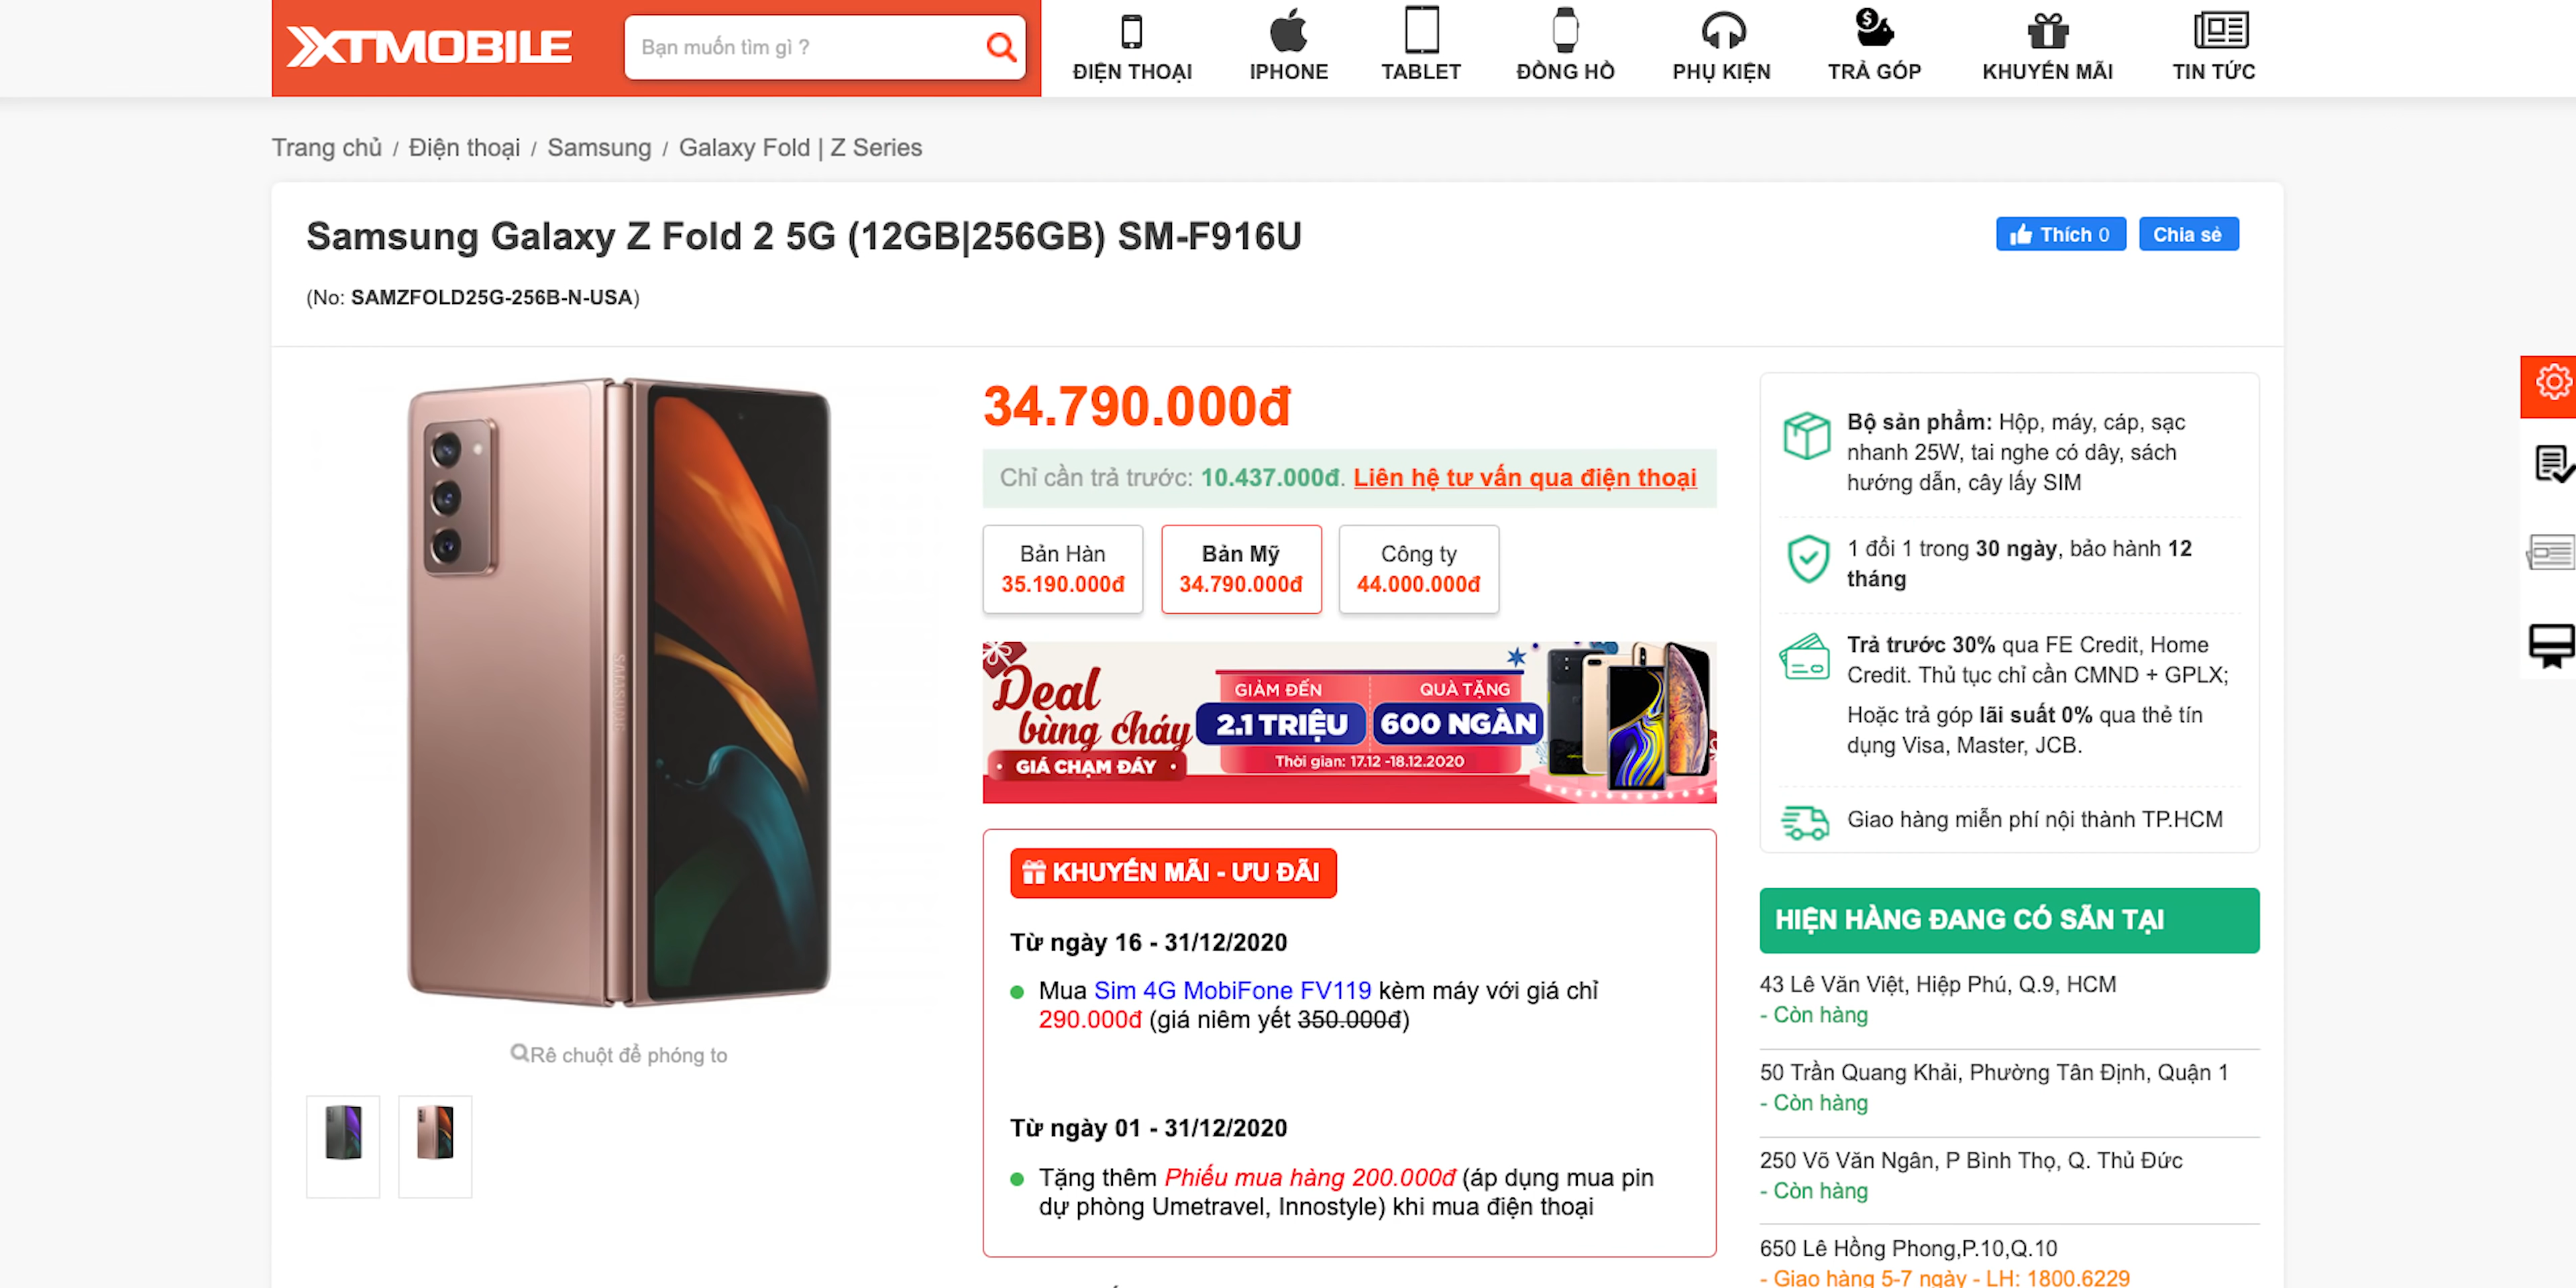 XTMOBILE
Bạn muốn tìm gì ?
ĐIỆN THOẠI
IPHONE
TABLET
ĐỒNG HỒ
PHỤ KIỆN
TRẢ GÓP
KHUYẾN MÃI
TIN TỨC
Trang chủ / Điện thoại / Samsung / Galaxy Fold | Z Series
Samsung Galaxy Z Fold 2 5G (12GB|256GB) SM-F916U
Thích 0
Chia sẻ
(No: SAMZFOLD25G-256B-N-USA)
SAMSUNG
Rê chuột để phóng to
34.790.000đ
Chỉ cần trả trước: 10.437.000đ. Liên hệ tư vấn qua điện thoại
Bản Hàn
35.190.000đ
Bản Mỹ
34.790.000đ
Công ty
44.000.000đ
Deal
bùng cháy
• GIÁ CHẠM ĐÁY •
GIẢM ĐẾN
2.1 TRIỆU
QUÀ TẶNG
600 NGÀN
Thời gian: 17.12 -18.12.2020
KHUYẾN MÃI - ƯU ĐÃI
Từ ngày 16 - 31/12/2020
Mua Sim 4G MobiFone FV119 kèm máy với giá chỉ
290.000đ (giá niêm yết 350.000đ)
Từ ngày 01 - 31/12/2020
Tặng thêm Phiếu mua hàng 200.000đ (áp dụng mua pin
dự phòng Umetravel, Innostyle) khi mua điện thoại
Bộ sản phẩm: Hộp, máy, cáp, sạc
nhanh 25W, tai nghe có dây, sách
hướng dẫn, cây lấy SIM
1 đổi 1 trong 30 ngày, bảo hành 12
tháng
Trả trước 30% qua FE Credit, Home
Credit. Thủ tục chỉ cần CMND + GPLX;
Hoặc trả góp lãi suất 0% qua thẻ tín
dụng Visa, Master, JCB.
Giao hàng miễn phí nội thành TP.HCM
HIỆN HÀNG ĐANG CÓ SẴN TẠI
43 Lê Văn Việt, Hiệp Phú, Q.9, HCM
- Còn hàng
50 Trần Quang Khải, Phường Tân Định, Quận 1
- Còn hàng
250 Võ Văn Ngân, P Bình Thọ, Q. Thủ Đức
- Còn hàng
650 Lê Hồng Phong,P.10,Q.10
- Giao hàng 5-7 ngày - LH: 1800.6229